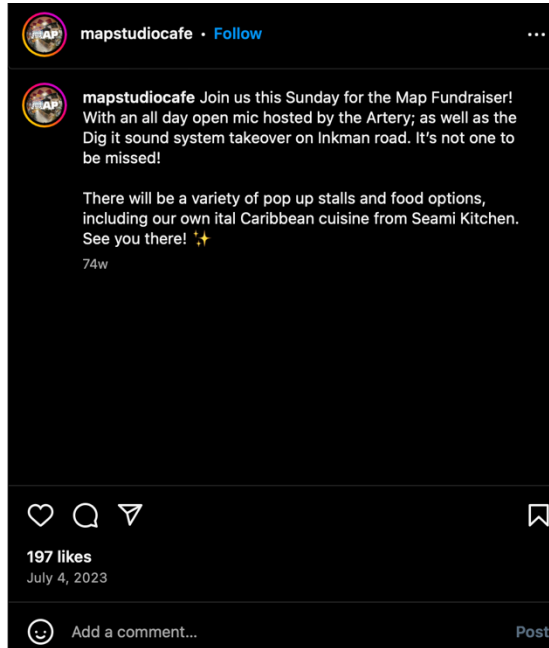 mapstudiocafe • Follow
mapstudiocafe Join us this Sunday for the Map Fundraiser!
With an all day open mic hosted by the Artery; as well as the
Dig it sound system takeover on Inkman road. It's not one to
be missed!
There will be a variety of pop up stalls and food options,
including our own ital Caribbean cuisine from Seami Kitchen.
See you there! ✨
74w
197 likes
July 4, 2023
Add a comment...
Post